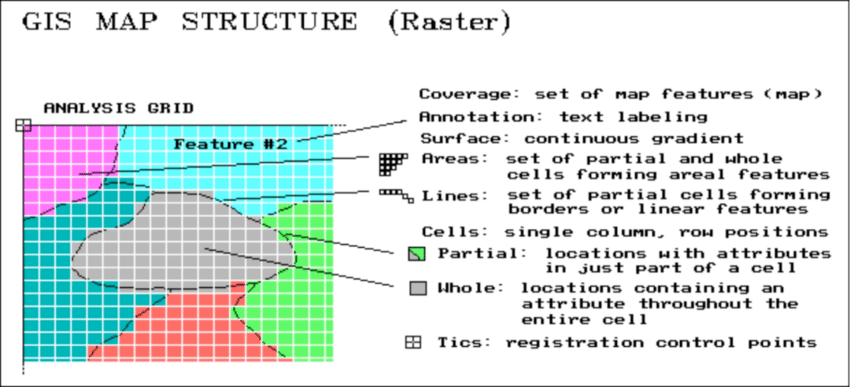 GIS MAP STRUCTURE (Raster)
ANALYSIS GRID
Feature #2
Coverage: set of map features (map)
Annotation: text labeling
Surface: continuous gradient
Areas: set of partial and whole
cells forming areal features
Lines: set of partial cells forming
borders or linear features
Cells: single column, row positions
Partial: locations with attributes
in just part of a cell
Whole: locations containing an
attribute throughout the
entire cell
Tics: registration control points